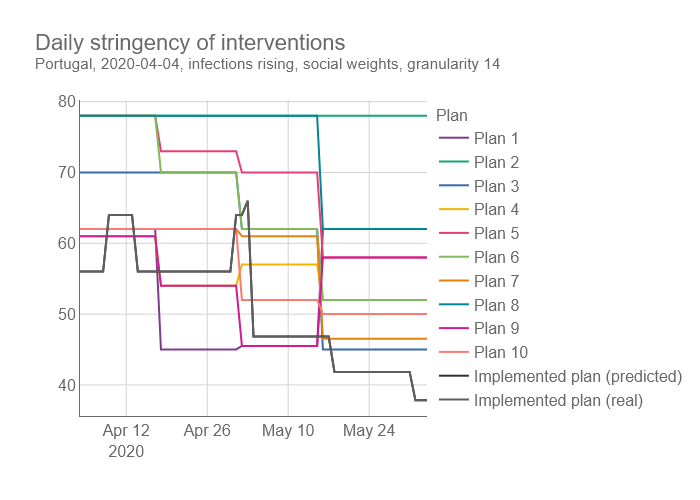 Daily stringency of interventions
Portugal, 2020-04-04, infections rising, social weights, granularity 14
80
70
60
50
40
Apr 12
2020
Apr 26
May 10
May 24
Plan
Plan 1
Plan 2
Plan 3
Plan 4
Plan 5
Plan 6
Plan 7
Plan 8
Plan 9
Plan 10
Implemented plan (predicted)
Implemented plan (real)